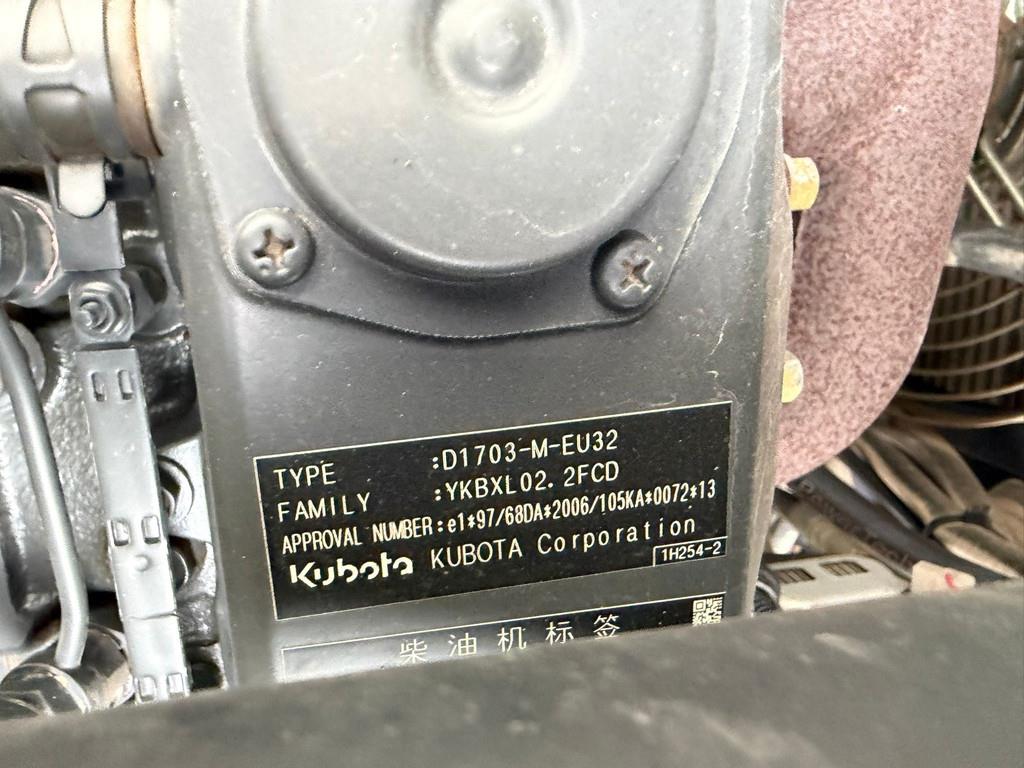 TYPE :D1703-M-EU32
FAMILY :YKBXL02.2FCD
APPROVAL NUMBER:e1*97/68DA*2006/105KA*0072*13
Kubota KUBOTA Corporation
1H254-2
柴油机标签